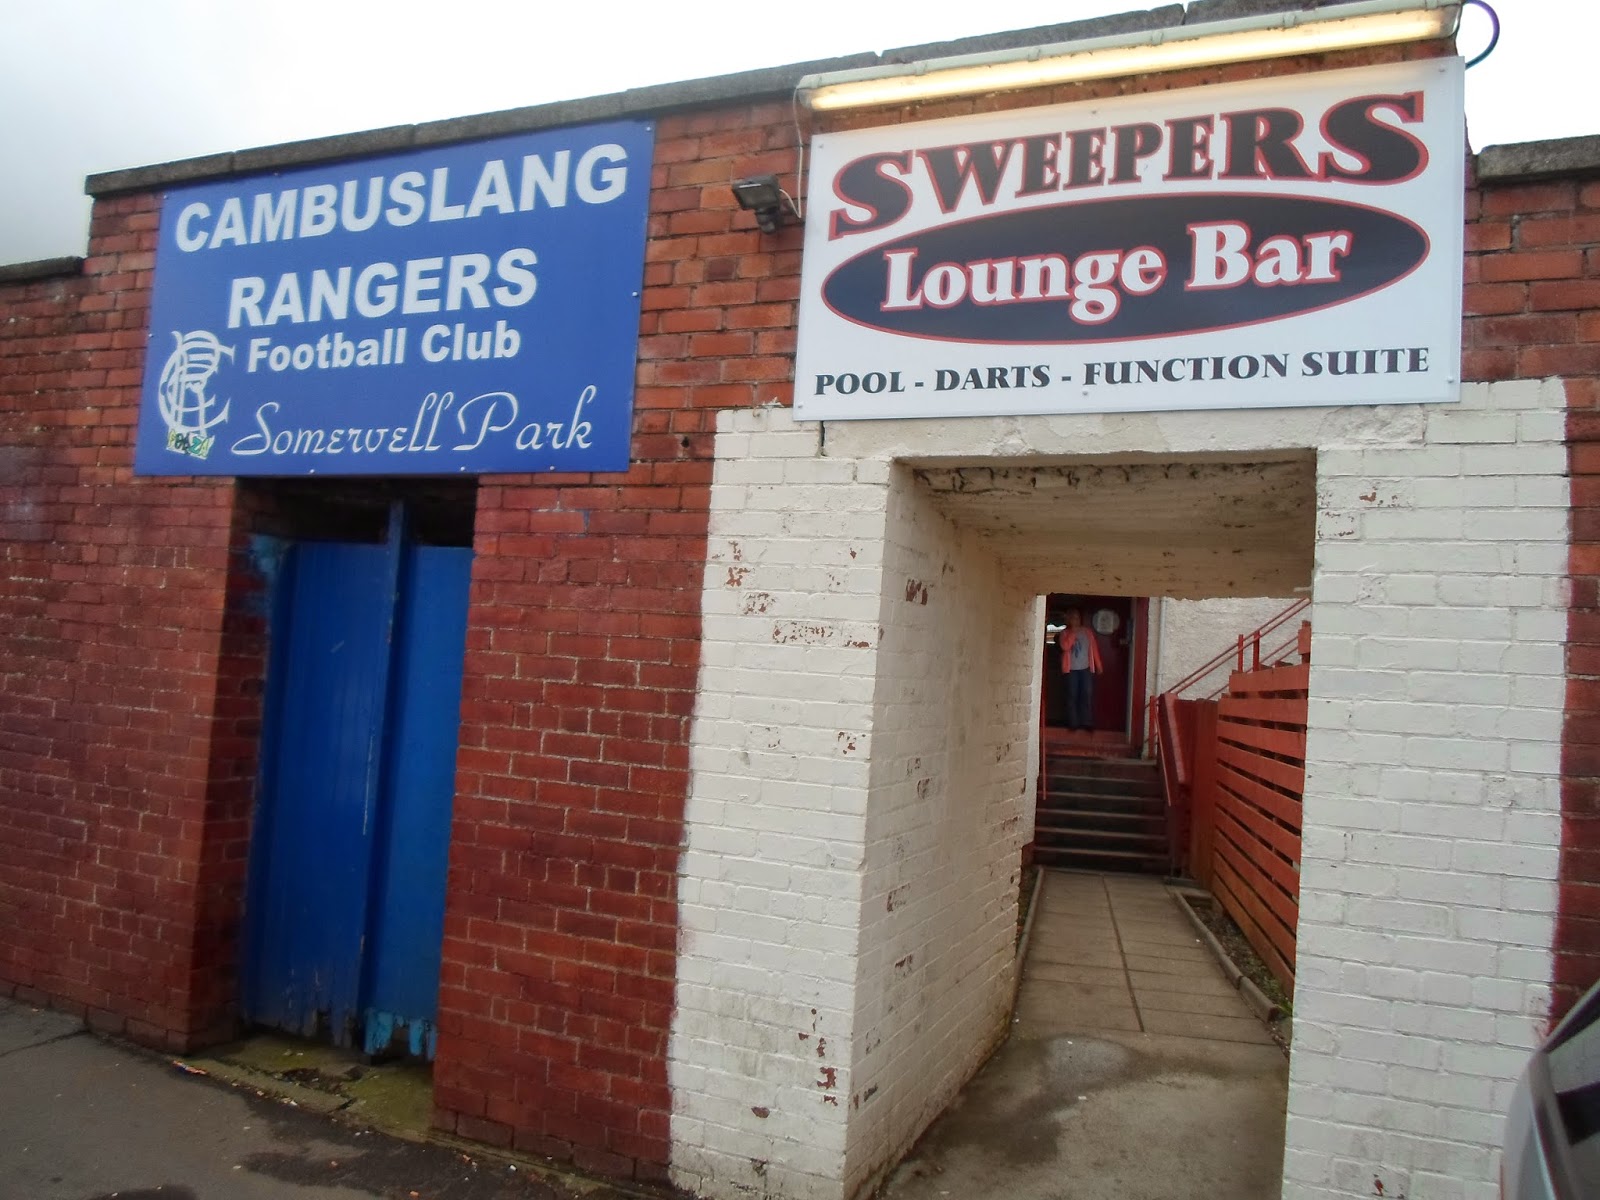 CAMBUSLANG
RANGERS
Football Club
Somervell Park
SWEEPERS
Lounge Bar
POOL - DARTS - FUNCTION SUITE